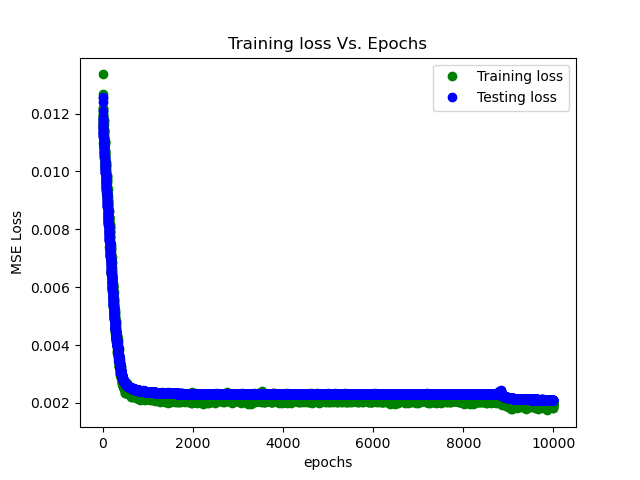 Training loss Vs. Epochs
Training loss
Testing loss
0.012
0.010
0.008
0.006
0.004
0.002
MSE Loss
0
2000
4000
6000
8000
10000
epochs